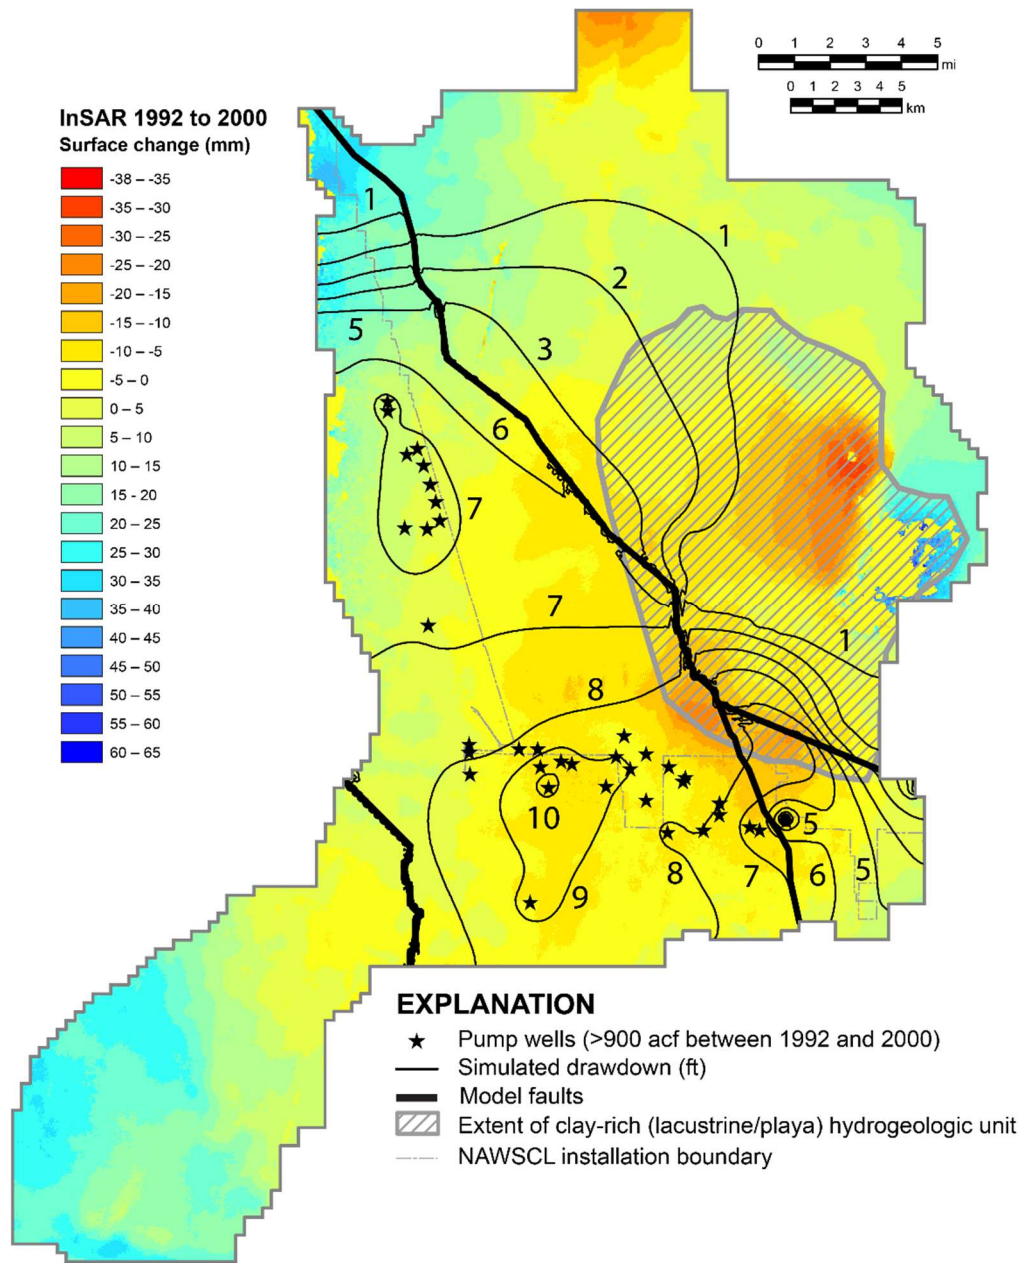 0 1 2 3 4 5
mi
0 1 2 3 4 5
km
InSAR 1992 to 2000
Surface change (mm)
-38 – -35
-35 – -30
-30 – -25
-25 – -20
-20 – -15
-15 – -10
-10 – -5
-5 – 0
0 – 5
5 – 10
10 – 15
15 - 20
20 – 25
25 – 30
30 – 35
35 – 40
40 – 45
45 – 50
50 – 55
55 – 60
60 – 65
1
1
2
5
3
6
7
7
1
8
10
5
9
8
7
6
5
EXPLANATION
Pump wells (>900 acf between 1992 and 2000)
Simulated drawdown (ft)
Model faults
Extent of clay-rich (lacustrine/playa) hydrogeologic unit
NAWSCL installation boundary